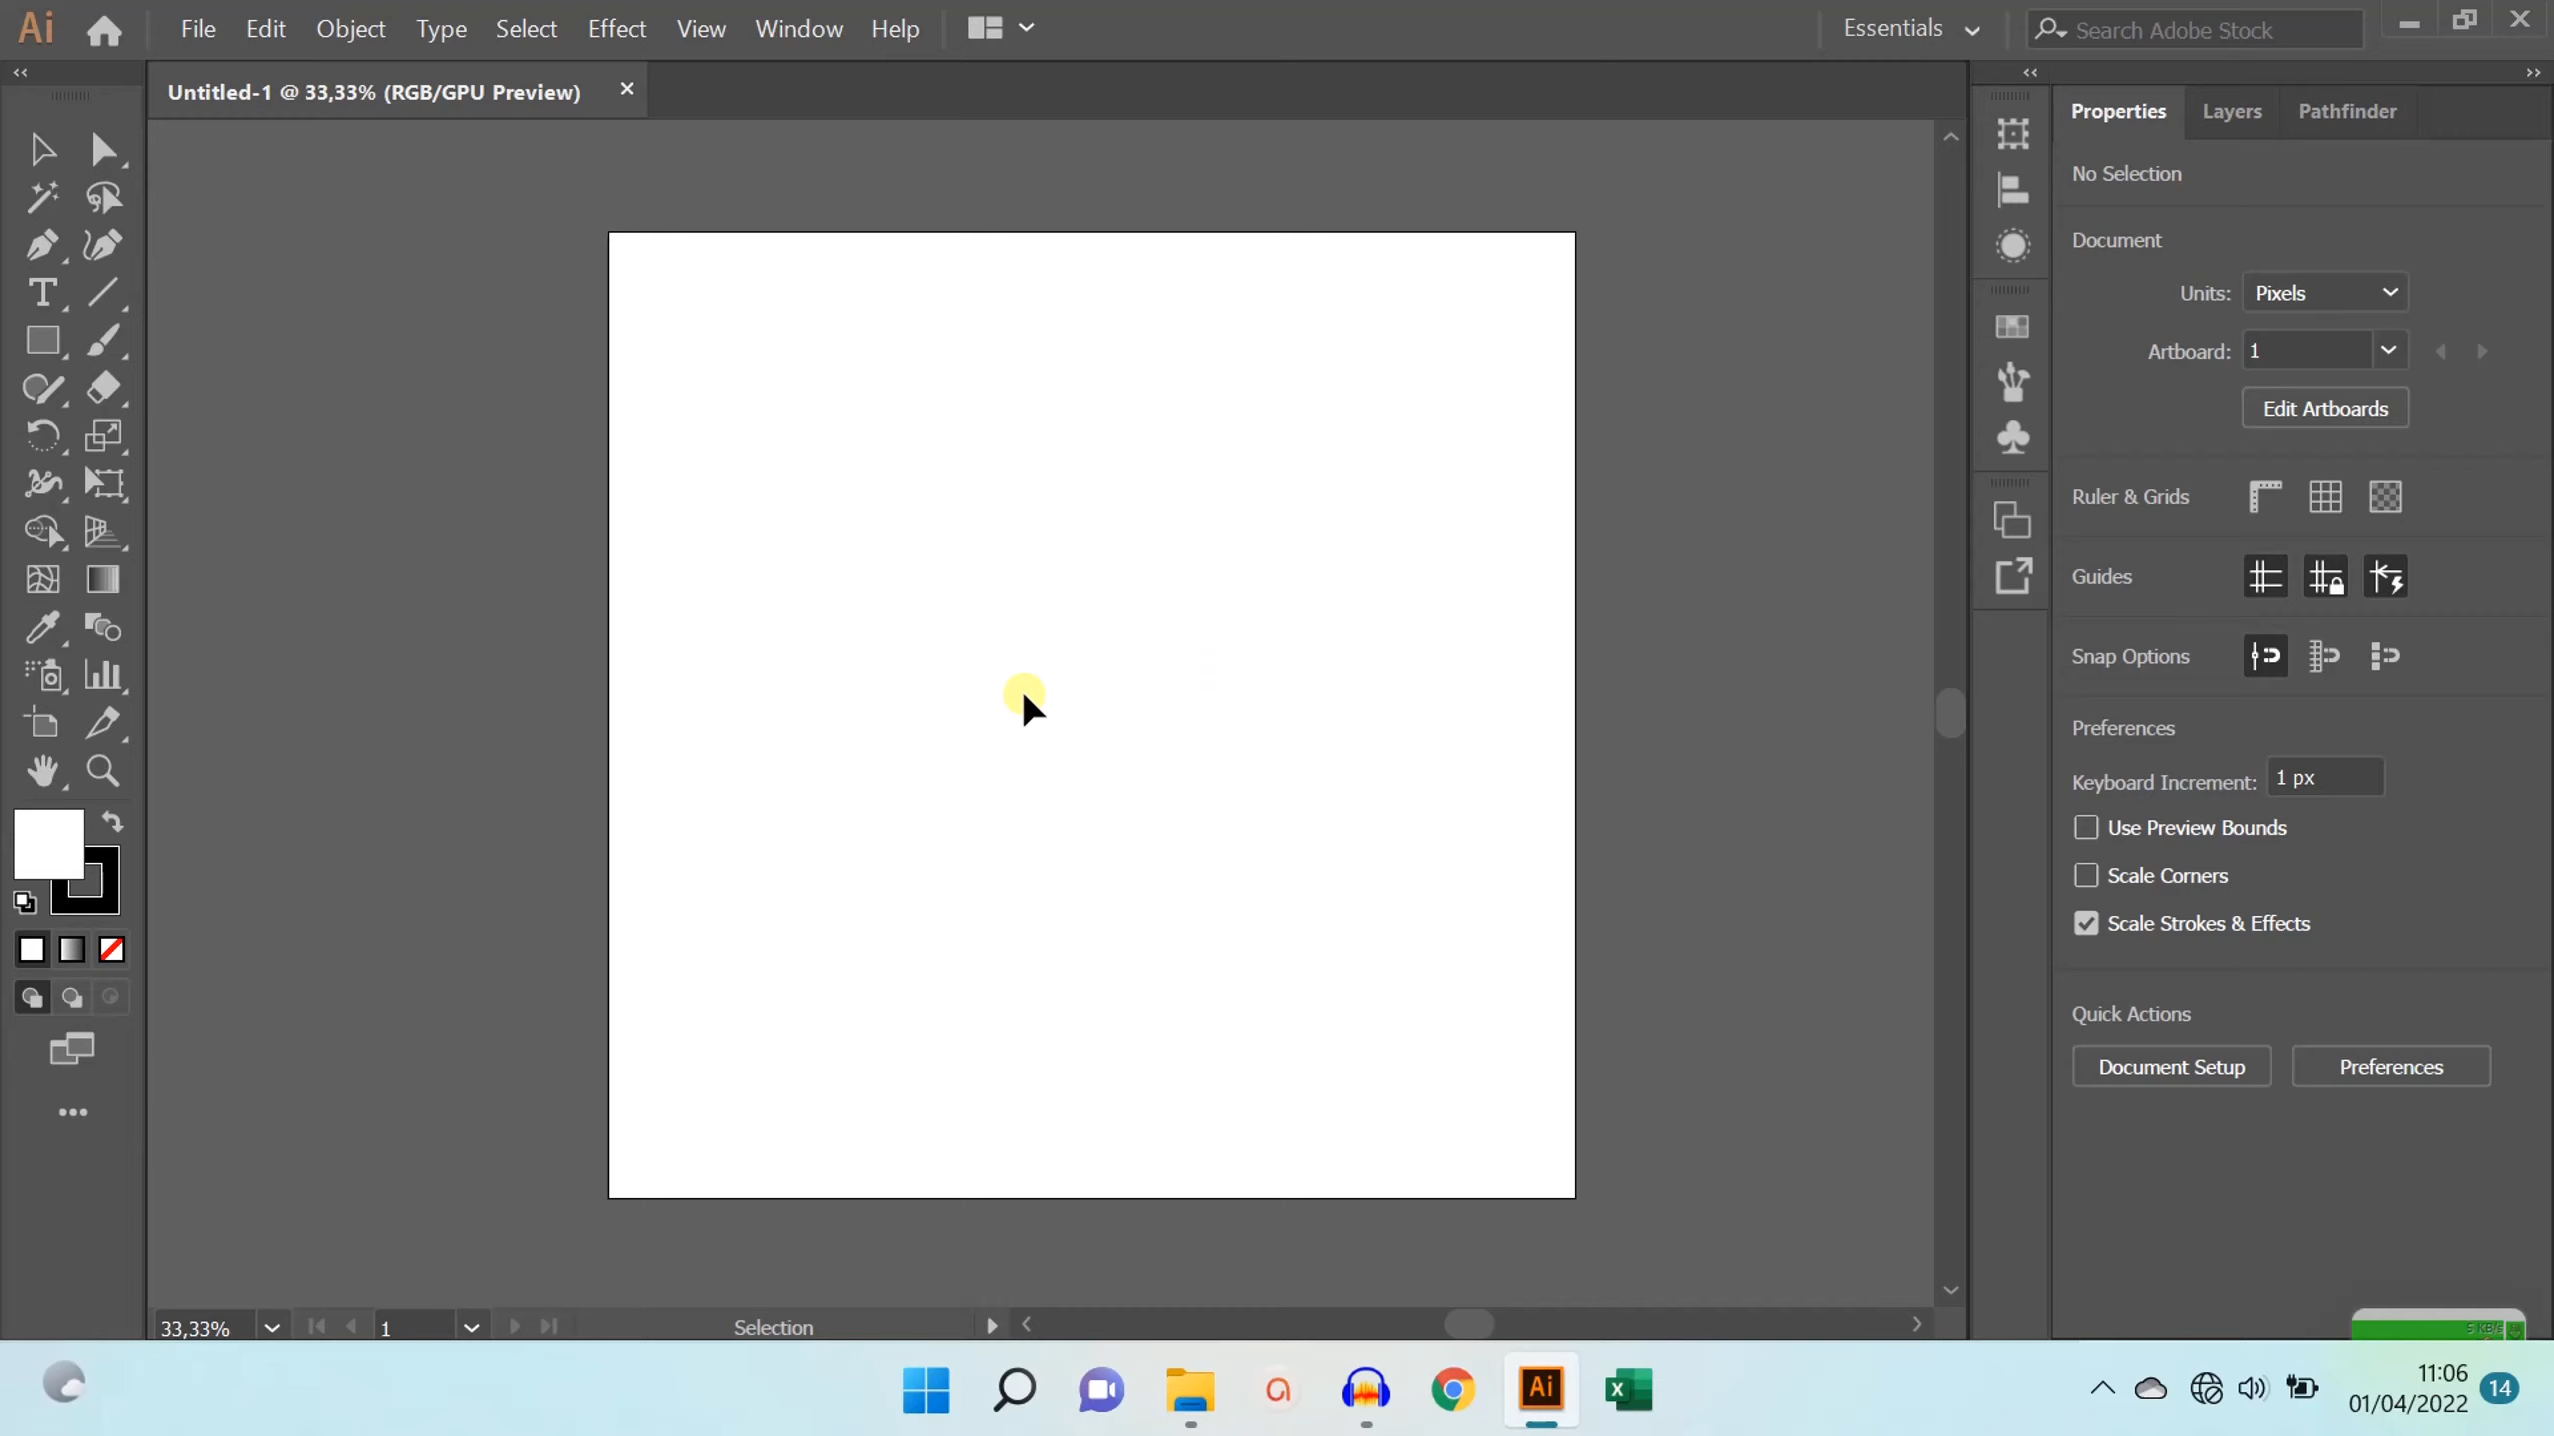 Ai
File Edit Object Type Select Effect View Window Help
Essentials
Search Adobe Stock
Untitled-1 @ 33,33% (RGB/GPU Preview)
Properties Layers Pathfinder
No Selection
Document
Units: Pixels
Artboard: 1
Edit Artboards
Ruler & Grids
Guides
Snap Options
Preferences
Keyboard Increment: 1 px
Use Preview Bounds
Scale Corners
Scale Strokes & Effects
Quick Actions
Document Setup Preferences
33,33% 1 Selection
5 KB/s
Ai
11:06
01/04/2022
14